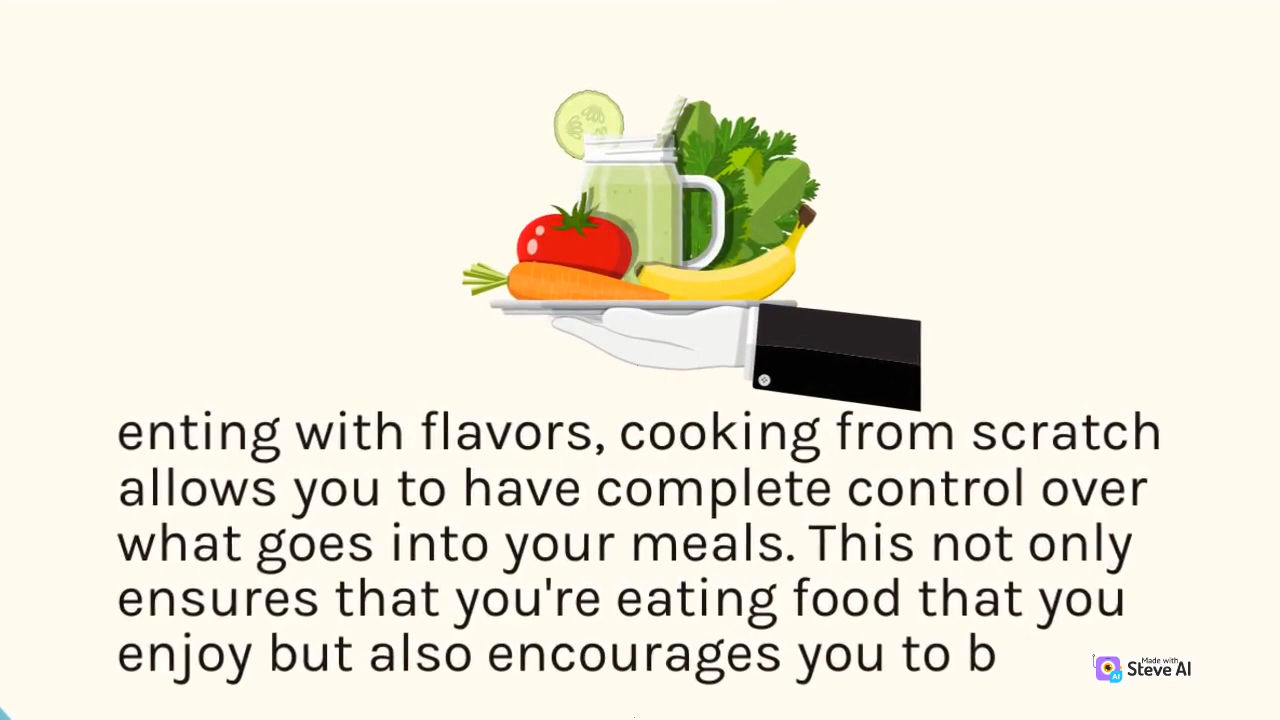 enting with flavors, cooking from scratch
allows you to have complete control over
what goes into your meals. This not only
ensures that you're eating food that you
enjoy but also encourages you to b
Made with
Steve AI
AI